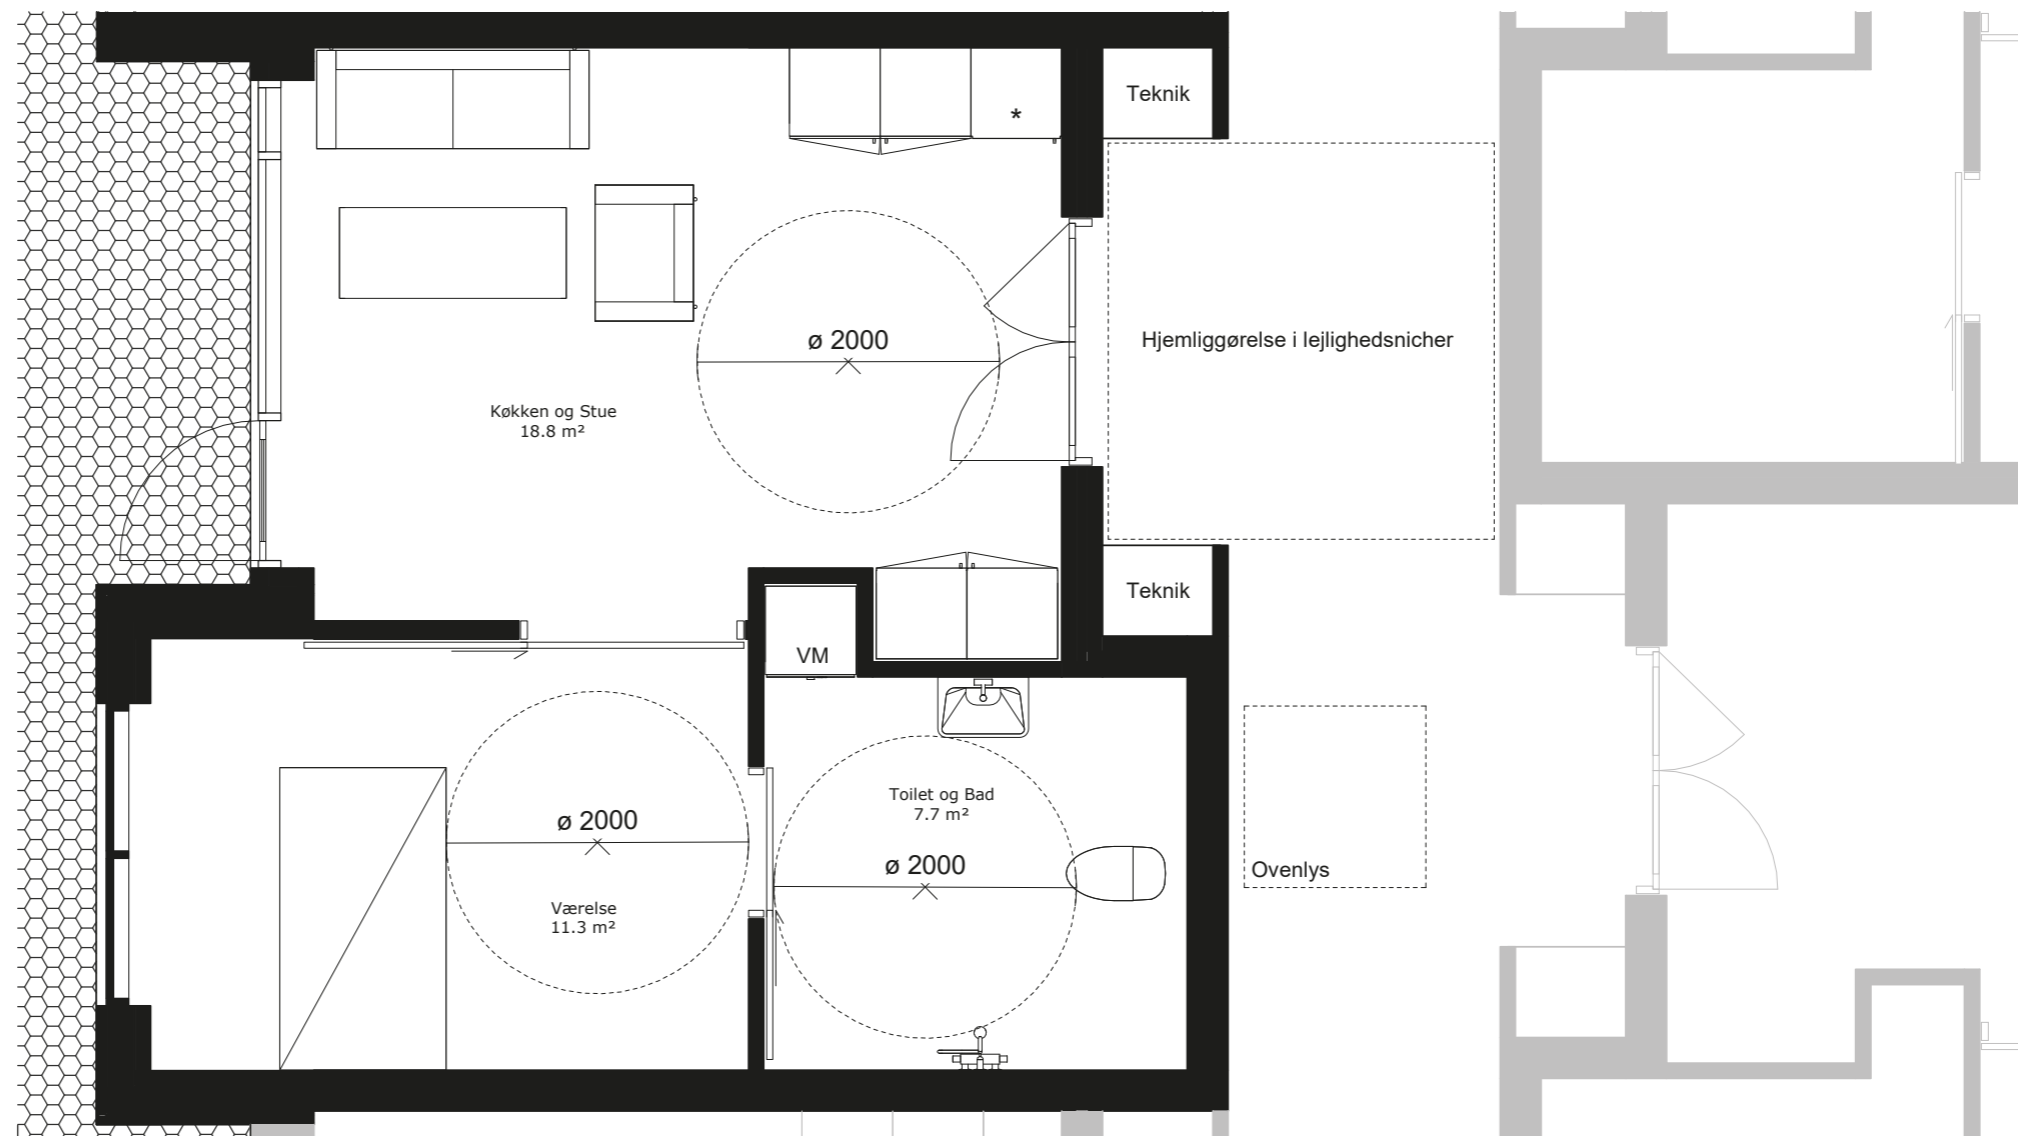 Teknik
*
ø 2000
Hjemliggørelse i lejlighedsnicher
Køkken og Stue
18.8 m²
Teknik
VM
ø 2000
Toilet og Bad
7.7 m²
ø 2000
Ovenlys
Værelse
11.3 m²